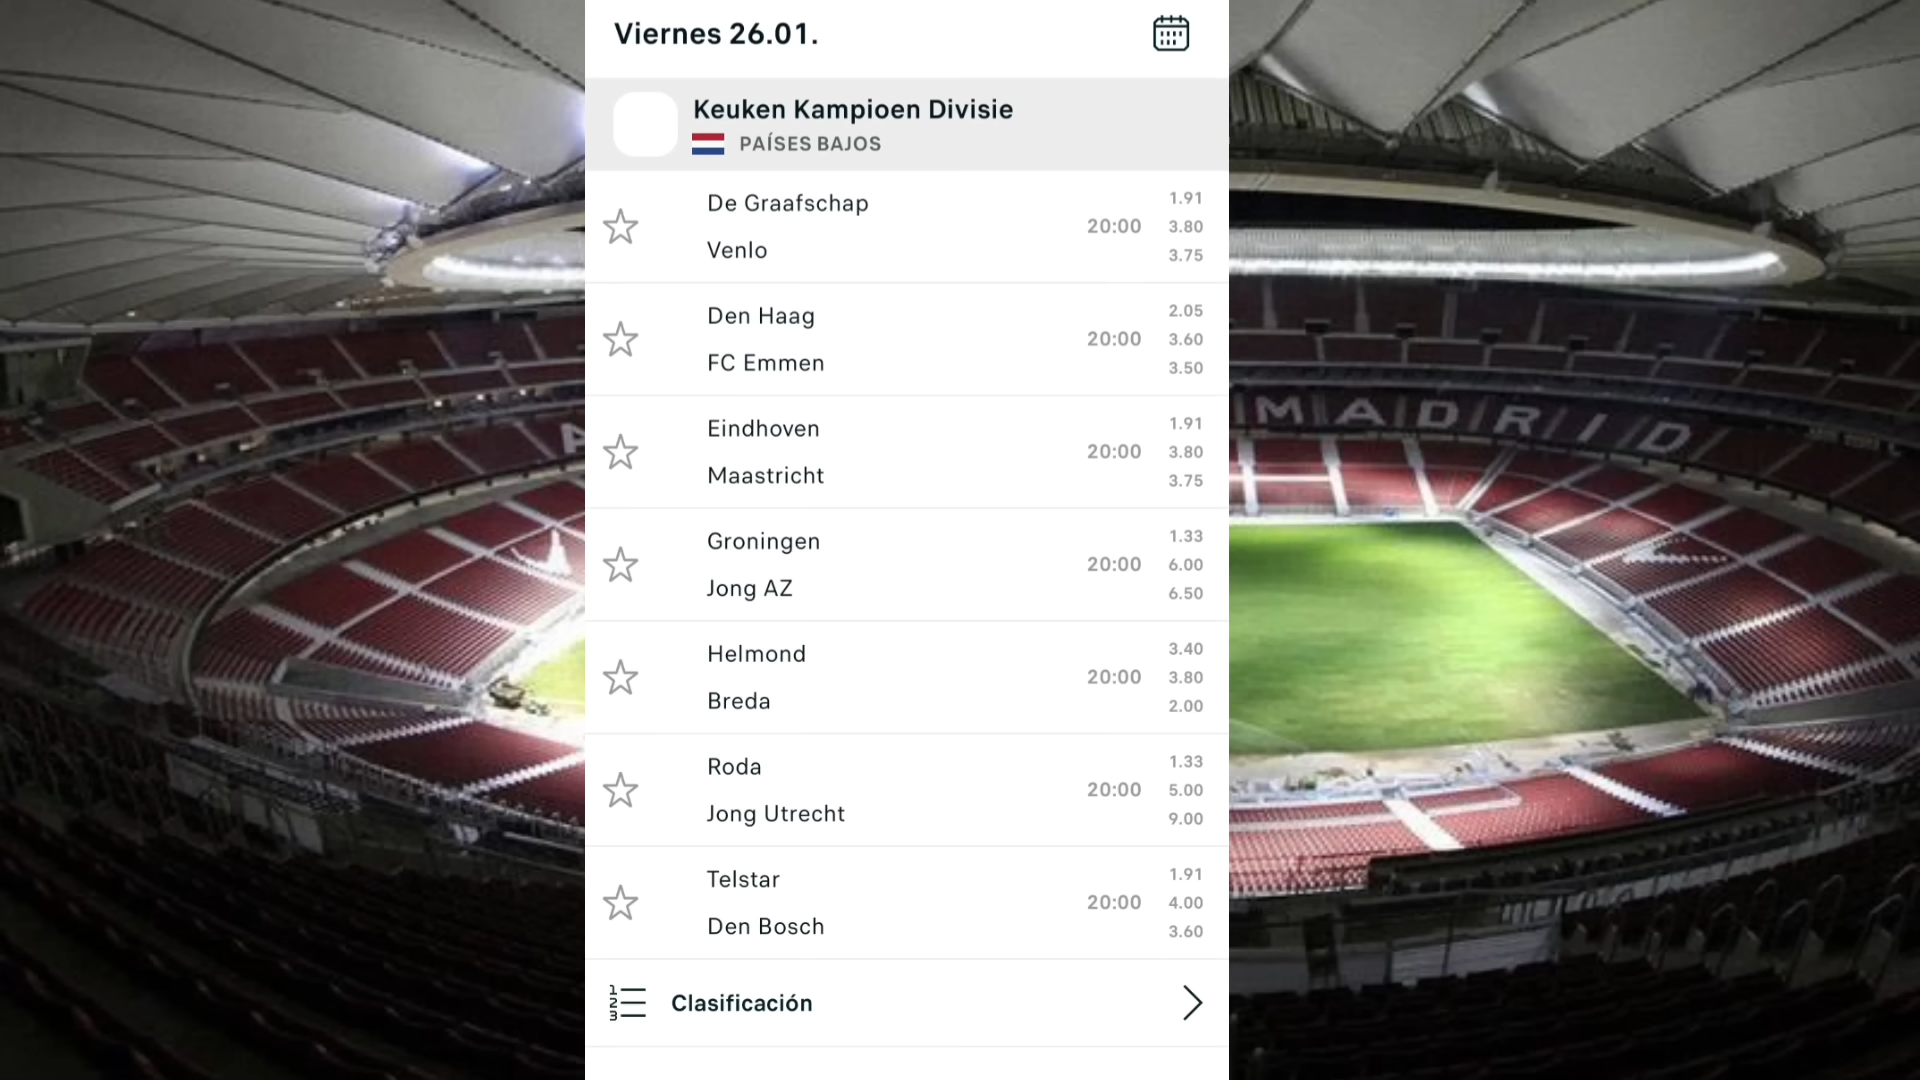 Viernes 26.01.
Keuken Kampioen Divisie
PAÍSES BAJOS
De Graafschap
Venlo
20:00
1.91
3.80
3.75
Den Haag
FC Emmen
20:00
2.05
3.60
3.50
Eindhoven
Maastricht
20:00
1.91
3.80
3.75
Groningen
Jong AZ
20:00
1.33
6.00
6.50
Helmond
Breda
20:00
3.40
3.80
2.00
Roda
Jong Utrecht
20:00
1.33
5.00
9.00
Telstar
Den Bosch
20:00
1.91
4.00
3.60
1
2
3
Clasificación
A
MADRID